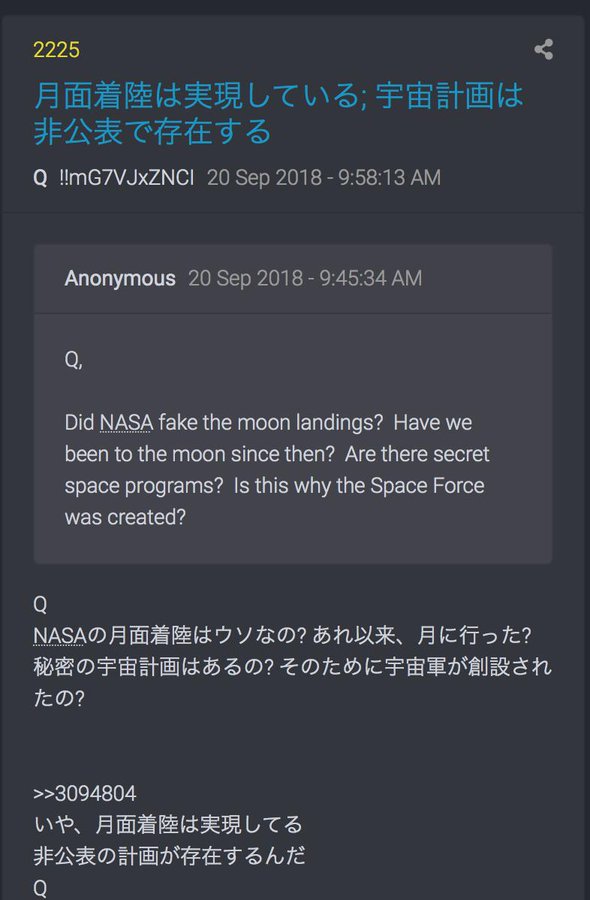 2225
月面着陸は実現している; 宇宙計画は
非公表で存在する
Q !!mG7VJxZNCI 20 Sep 2018 - 9:58:13 AM
Anonymous 20 Sep 2018 - 9:45:34 AM
Q,
Did NASA fake the moon landings? Have we
been to the moon since then? Are there secret
space programs? Is this why the Space Force
was created?
Q
NASAの月面着陸はウソなの? あれ以来、月に行った?
秘密の宇宙計画はあるの? そのために宇宙軍が創設され
たの?
>>3094804
いや、月面着陸は実現してる
非公表の計画が存在するんだ
Q